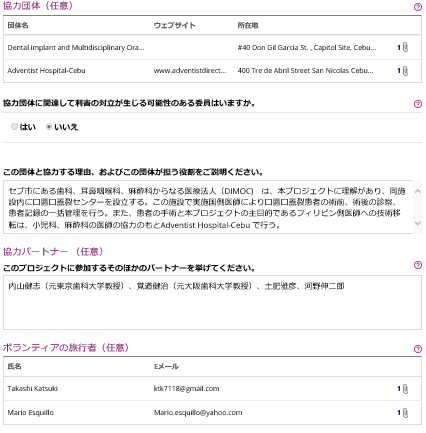 協力団体（任意）
団体名 ウェブサイト 所在地
Dental implant and Multidisciplinary Ora... #40 Don Gil Garcia St. , Capitol Site, Cebu... 1
Adventist Hospital-Cebu www.adventistdirect... 400 Tre de Abril Street San Nicolas Cebu... 1
協力団体に関連して利害の対立が生じる可能性のある委員はいますか。
はい いいえ
この団体と協力する理由、およびこの団体が担う役割をご説明ください。
セブ市にある歯科、耳鼻咽喉科、麻酔科からなる医療法人（DIMOC） は、本プロジェクトに理解があり、同施
設内に口唇口蓋裂センターを設立する。この施設で実施国側医師により口唇口蓋裂患者の術前、術後の診察、
患者記録の一括管理を行う。また、患者の手術と本プロジェクトの主目的であるフィリピン側医師への技術移
転は、小児科、麻酔科の医師の協力のもとAdventist Hospital-Cebu で行う。
協力パートナー （任意）
このプロジェクトに参加するそのほかのパートナーを挙げてください。
内山健志（元東京歯科大学教授）、覚道健治（元大阪歯科大学教授）、土肥雅彦、河野伸二郎
ボランティアの旅行者（任意）
氏名 Eメール
Takashi Katsuki ktk7118@gmail.com 1
Mario Esquillo Mario.esquillo@yahoo.com 1